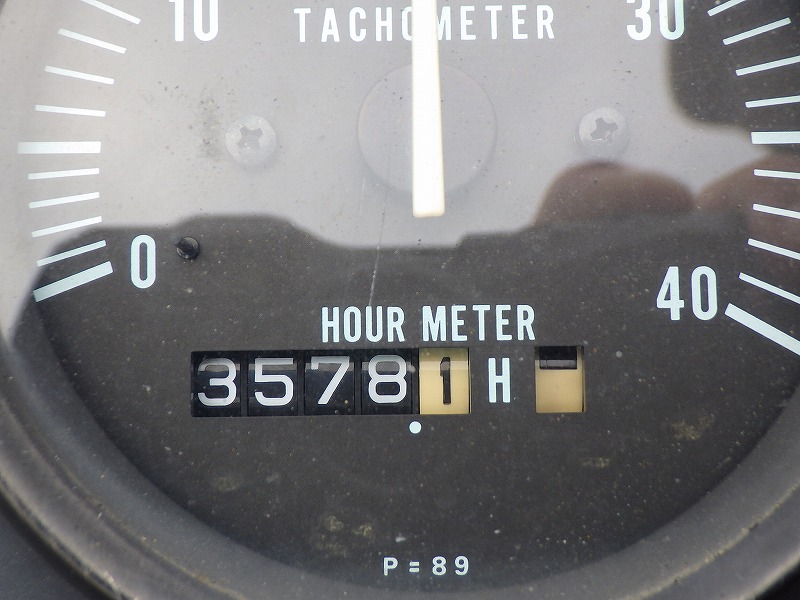 10 TACHOMETER 30
0 40
HOUR METER
35781 H
P=89